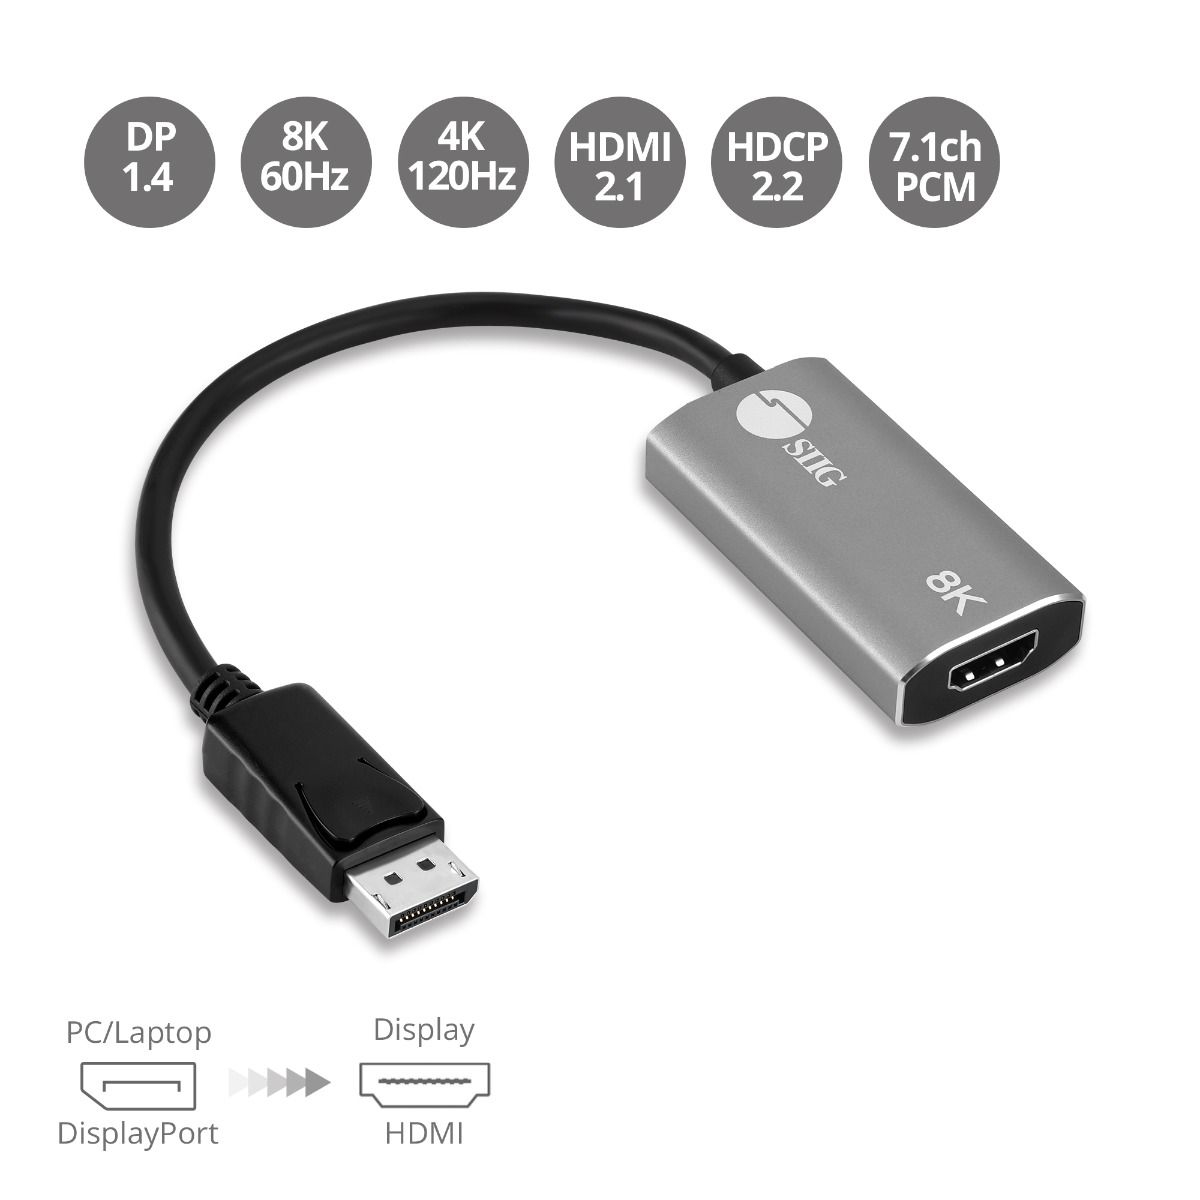 DP
1.4
8K
60Hz
4K
120Hz
HDMI
2.1
HDCP
2.2
7.1ch
PCM
SIIG
8K
PC/Laptop
Display
DisplayPort
HDMI